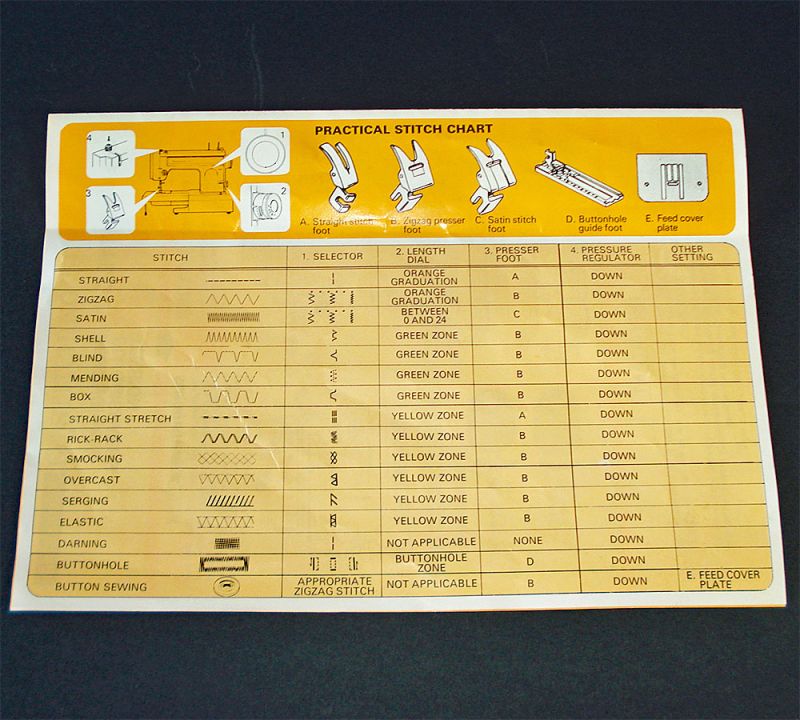 PRACTICAL STITCH CHART
4
1
3
2
A. Straight stitch foot
B. Zigzag presser foot
C. Satin stitch foot
D. Buttonhole guide foot
E. Feed cover plate
STITCH 1. SELECTOR 2. LENGTH DIAL 3. PRESSER FOOT 4. PRESSURE REGULATOR OTHER SETTING
STRAIGHT ORANGE GRADUATION A DOWN
ZIGZAG ORANGE GRADUATION B DOWN
SATIN BETWEEN 0 AND 24 C DOWN
SHELL GREEN ZONE B DOWN
BLIND GREEN ZONE B DOWN
MENDING GREEN ZONE B DOWN
BOX GREEN ZONE B DOWN
STRAIGHT STRETCH YELLOW ZONE A DOWN
RICK-RACK YELLOW ZONE B DOWN
SMOCKING YELLOW ZONE B DOWN
OVERCAST YELLOW ZONE B DOWN
SERGING YELLOW ZONE B DOWN
ELASTIC YELLOW ZONE B DOWN
DARNING NOT APPLICABLE NONE DOWN
BUTTONHOLE BUTTONHOLE ZONE D DOWN
BUTTON SEWING APPROPRIATE ZIGZAG STITCH NOT APPLICABLE B DOWN E. FEED COVER PLATE